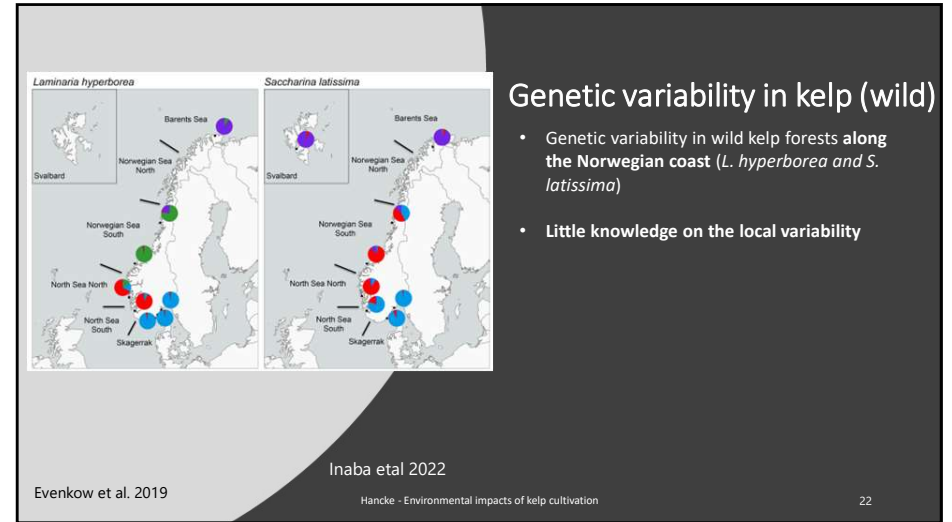 Laminaria hyperborea
Saccharina latissima
Barents Sea
Norwegian Sea
North
Svalbard
Norwegian Sea
South
North Sea North
North Sea
South
Skagerrak
Barents Sea
Norwegian Sea
North
Svalbard
Norwegian Sea
South
North Sea North
North Sea
South
Skagerrak
Genetic variability in kelp (wild)
• Genetic variability in wild kelp forests along
the Norwegian coast (L. hyperborea and S.
latissima)
• Little knowledge on the local variability
Inaba etal 2022
Evenkow et al. 2019
Hancke - Environmental impacts of kelp cultivation
22